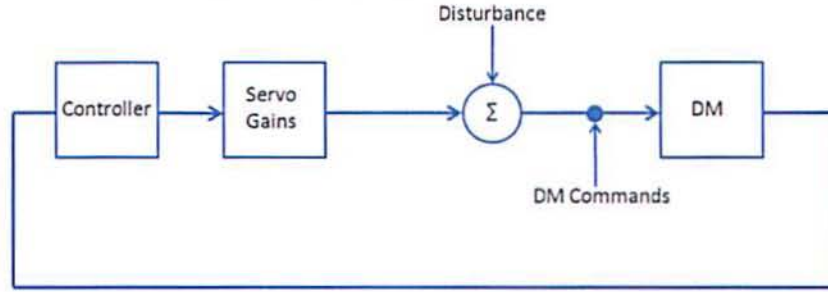 Disturbance
Controller
Servo
Gains
Σ
DM
DM Commands